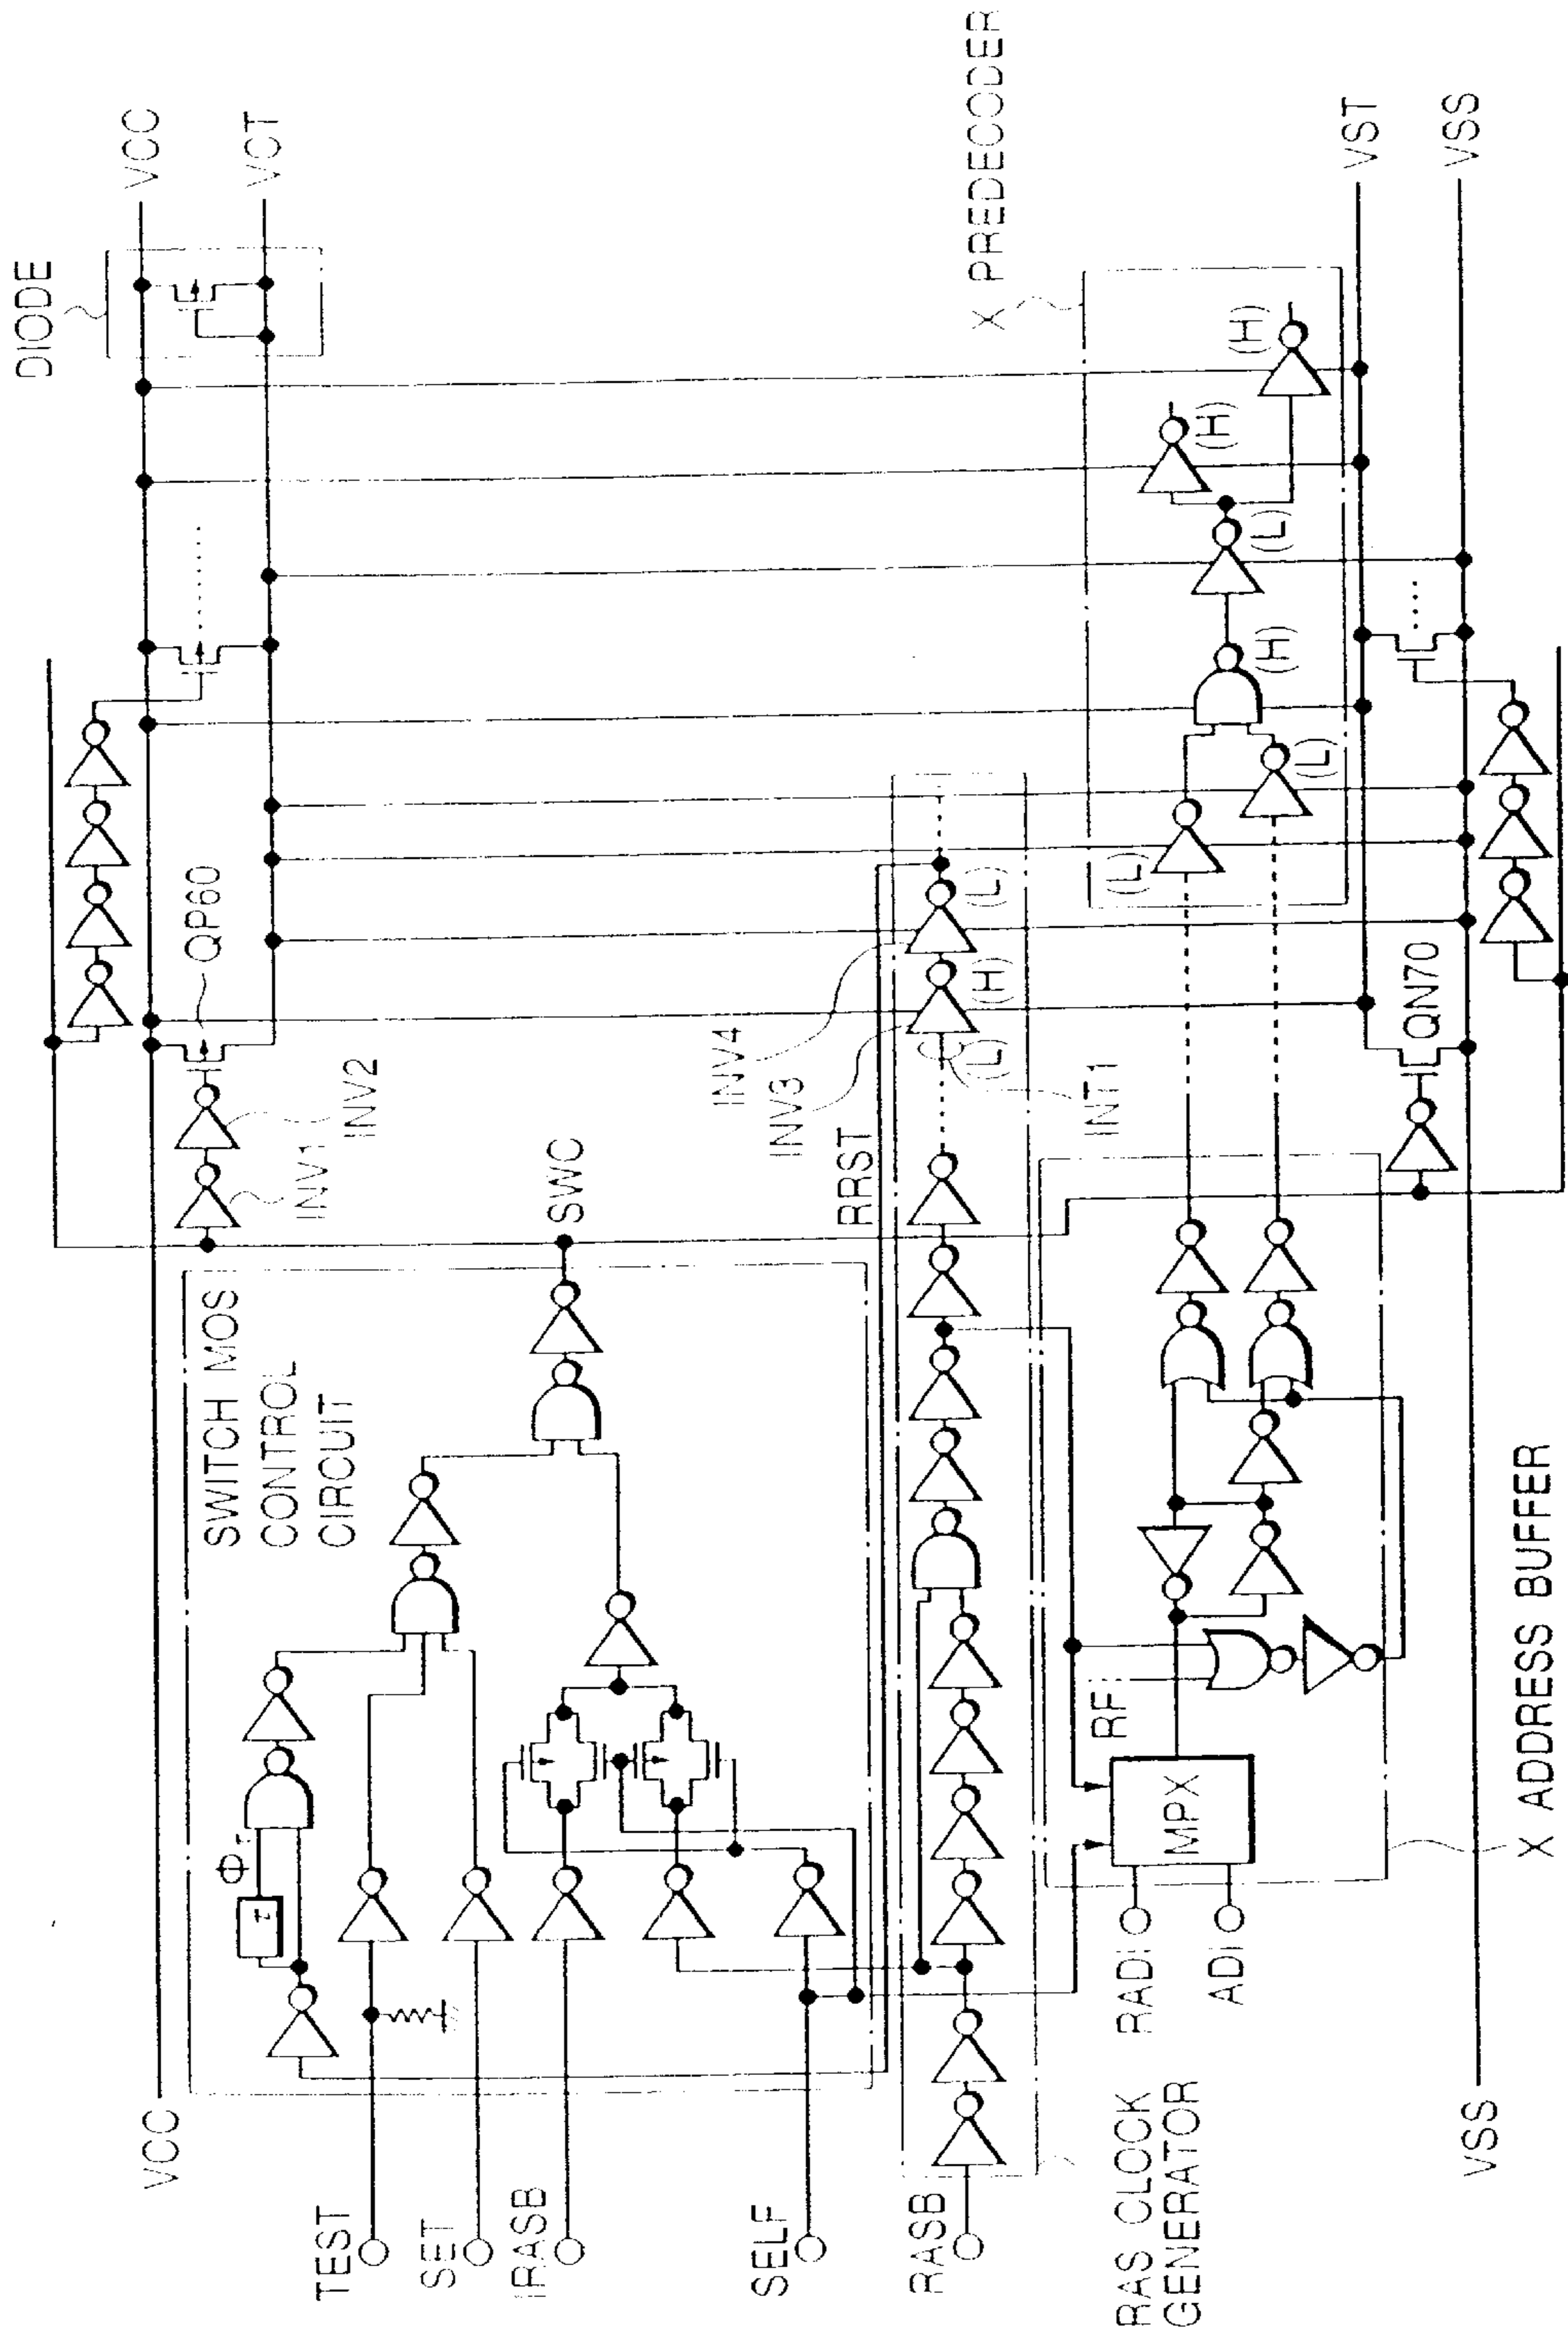 DIODE
VCC
VCT
VCC
QP60
INV1
INV2
SWITCH MOS
CONTROL
CIRCUIT
SWC
Φτ
τ
TEST
SET
IRASB
SELF
RASB
RRST
INV3
INV4
(L)
(H)
(L)
INT1
RAS CLOCK
GENERATOR
X PREDECODER
(L)
(L)
(H)
(L)
(H)
(H)
RADi
ADi
MPX
RF
X ADDRESS BUFFER
QN70
VST
VSS
VSS